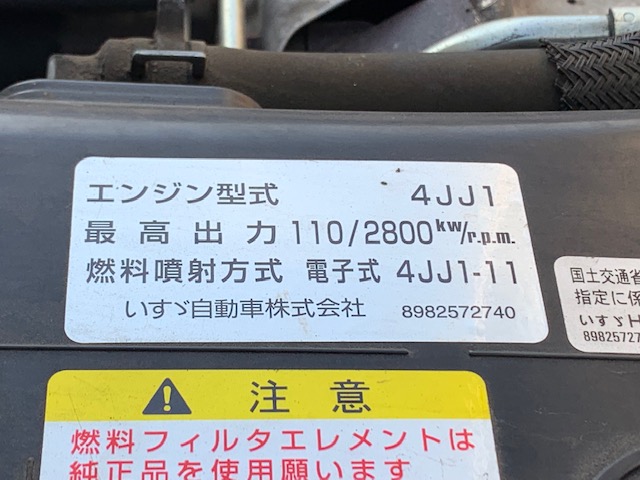 エンジン型式 4JJ1
最高出力 110/2800kw/r.p.m.
燃料噴射方式 電子式 4JJ1-11
いすゞ自動車株式会社 8982572740
国土交通省
指定に係
いすゞH
8982572
注意
燃料フィルタエレメントは
純正品を使用願います